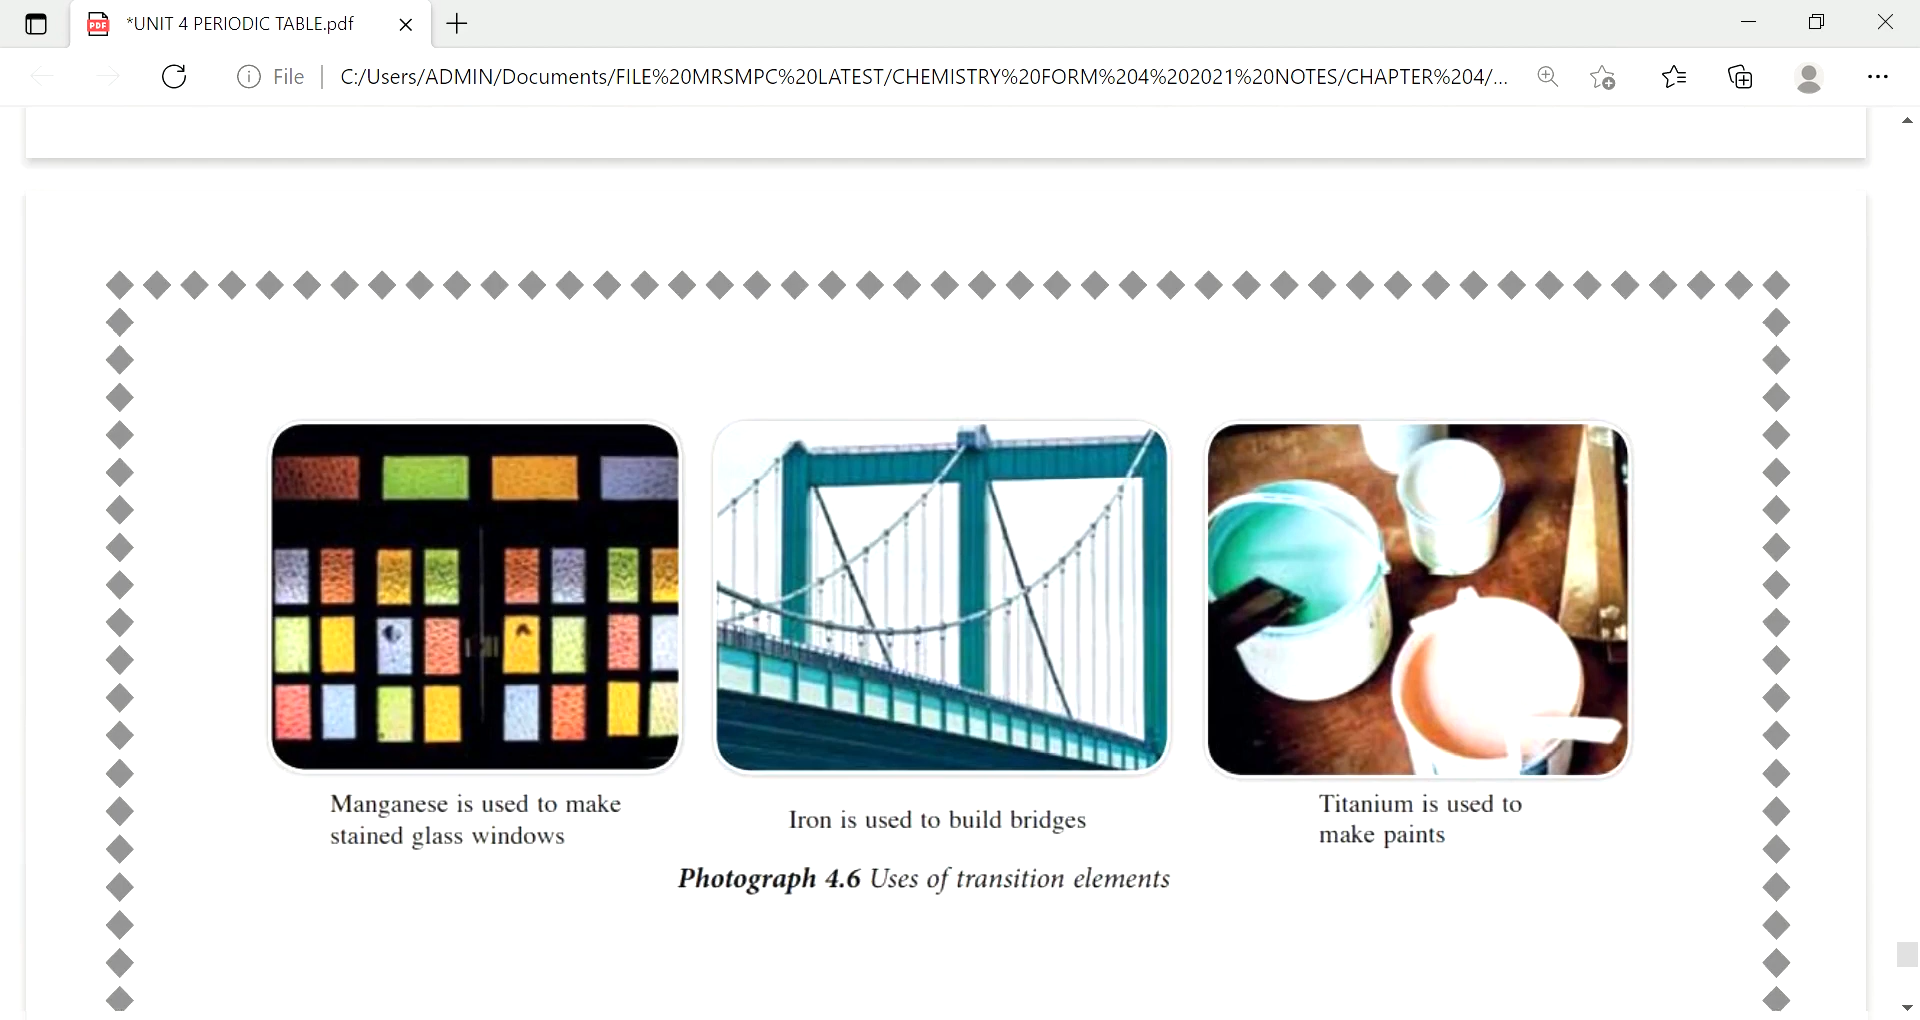 *UNIT 4 PERIODIC TABLE.pdf
File
C:/Users/ADMIN/Documents/FILE%20MRSMPC%20LATEST/CHEMISTRY%20FORM%204%202021%20NOTES/CHAPTER%204/...
Manganese is used to make
stained glass windows
Iron is used to build bridges
Titanium is used to
make paints
Photograph 4.6 Uses of transition elements